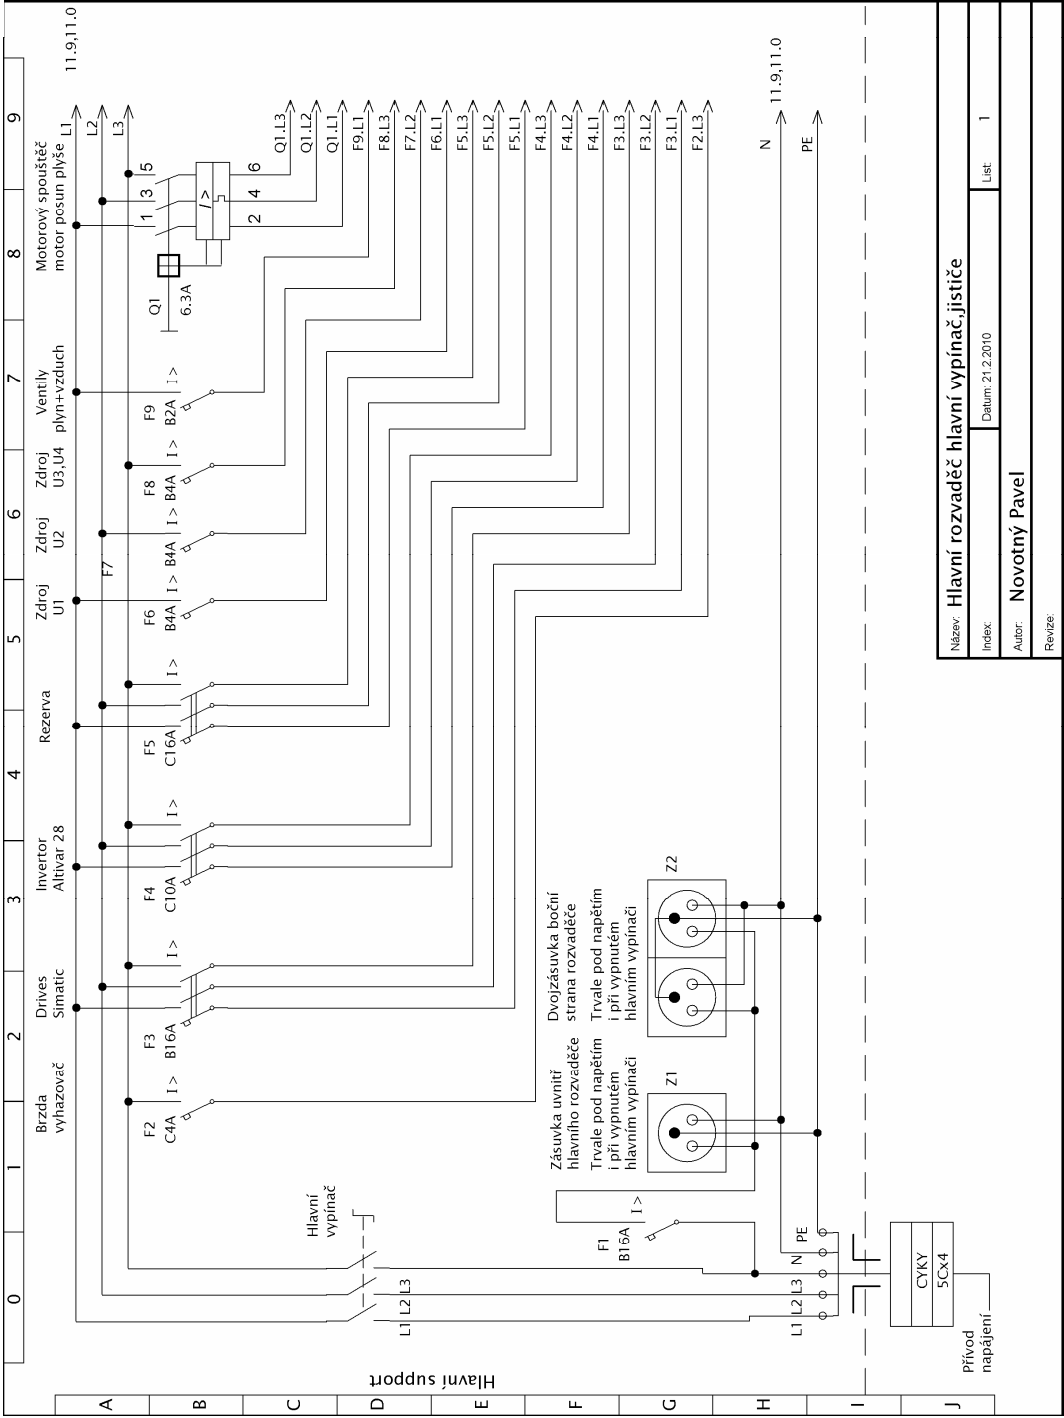 0
1
2
3
4
5
6
7
8
9
A
B
C
D
E
F
G
H
I
J
Hlavní support
Brzda
vyhazovač
Drives
Simatic
Invertor
Altivar 28
Rezerva
Zdroj
U1
Zdroj
U2
Zdroj
U3,U4
Ventily
plyn+vzduch
Motorový spouštěč
motor posun plyše
L1
L2
L3
11.9,11.0
F7
F2
C4A
I >
F3
B16A
I >
F4
C10A
I >
F5
C16A
I >
F6
B4A
I >
B4A
I >
F8
B4A
I >
F9
B2A
I >
Q1
6.3A
1
3
5
I >
2
4
6
Q1.L3
Q1.L2
Q1.L1
F9.L1
F8.L3
F7.L2
F6.L1
F5.L3
F5.L2
F5.L1
F4.L3
F4.L2
F4.L1
F3.L3
F3.L2
F3.L1
F2.L3
N
11.9,11.0
PE
Hlavní
vypínač
L1 L2 L3
F1
B16A
I >
Zásuvka uvnitř
hlavního rozvaděče
Trvale pod napětím
i při vypnutém
hlavním vypínači
Z1
Dvojzásuvka boční
strana rozvaděče
Trvale pod napětím
i při vypnutém
hlavním vypínači
Z2
L1 L2 L3 N PE
CYKY
5Cx4
Přívod
napájení
Název: Hlavní rozvaděč hlavní vypínač,jističe
Index: Datum: 21.2.2010 List: 1
Autor: Novotný Pavel
Revize: